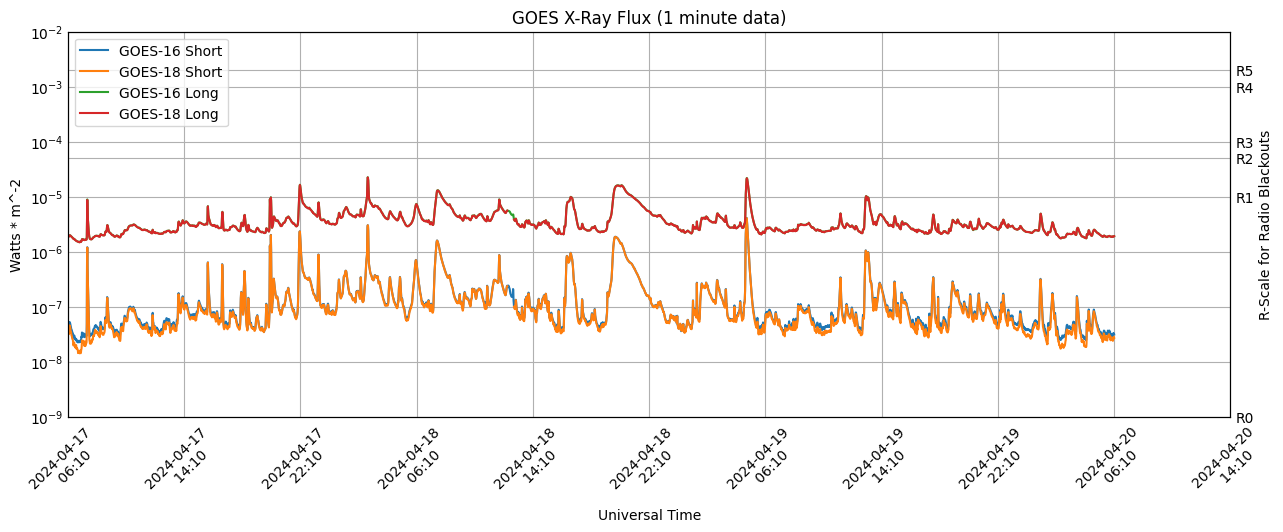 GOES X-Ray Flux (1 minute data)
GOES-16 Short
GOES-18 Short
GOES-16 Long
GOES-18 Long
10^-2
10^-3
10^-4
10^-5
10^-6
10^-7
10^-8
10^-9
Watts * m^-2
R5
R4
R3
R2
R1
R0
R-Scale for Radio Blackouts
2024-04-17
06:10
2024-04-17
14:10
2024-04-17
22:10
2024-04-18
06:10
2024-04-18
14:10
2024-04-18
22:10
2024-04-19
06:10
2024-04-19
14:10
2024-04-19
22:10
2024-04-20
06:10
2024-04-20
14:10
Universal Time